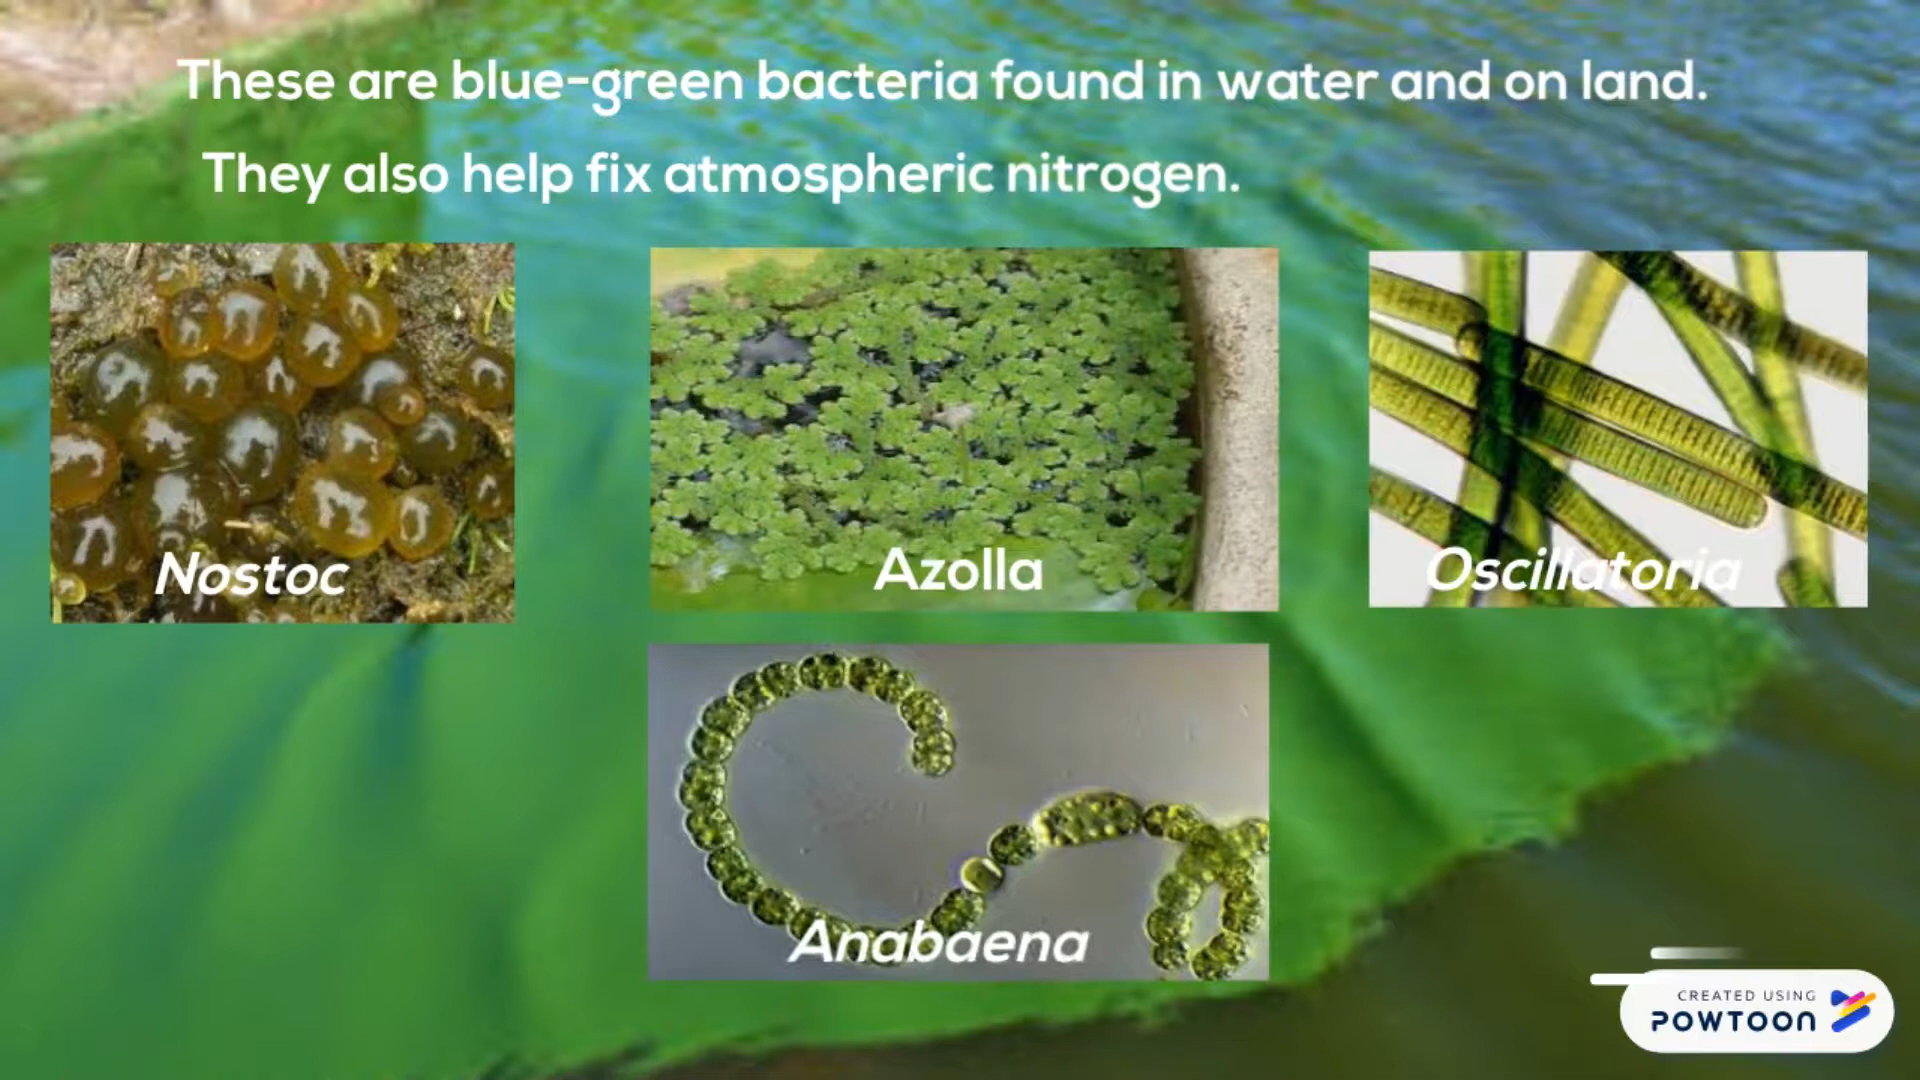 These are blue-green bacteria found in water and on land.
They also help fix atmospheric nitrogen.
Nostoc
Azolla
Oscillatoria
Anabaena
CREATED USING
POWTOON